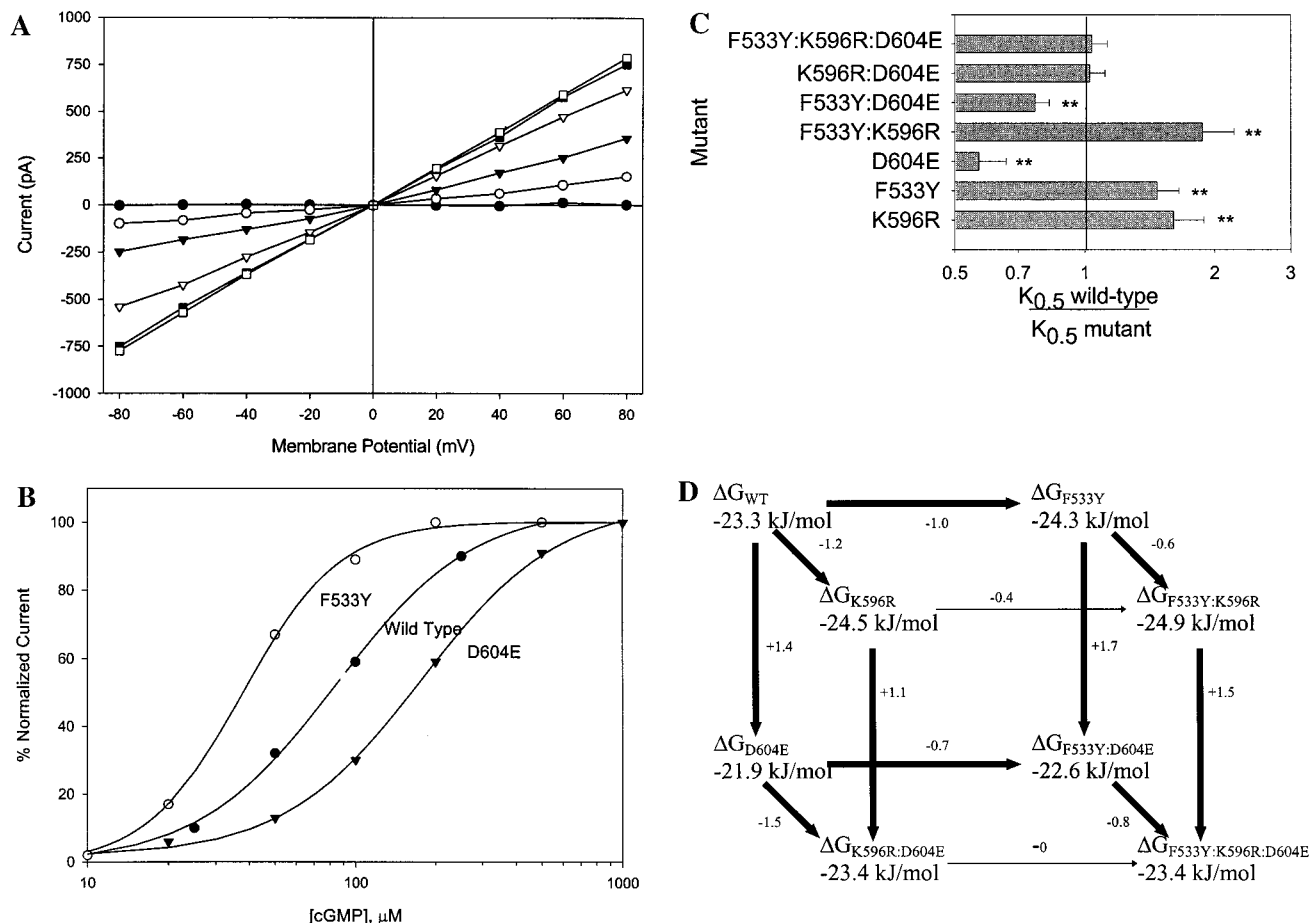 A
1000
750
500
250
0
-250
-500
-750
-1000
Current (pA)
-80 -60 -40 -20 0 20 40 60 80
Membrane Potential (mV)
B
100
80
60
40
20
0
% Normalized Current
F533Y
Wild Type
D604E
10 100 1000
[cGMP], μM
C
Mutant
F533Y:K596R:D604E
K596R:D604E
F533Y:D604E **
F533Y:K596R **
D604E **
F533Y **
K596R **
0.5 0.7 1 2 3
K0.5 wild-type
K0.5 mutant
D
ΔGWT ΔGF533Y
-23.3 kJ/mol -1.0 -24.3 kJ/mol
-1.2 -0.6
ΔGK596R -0.4 ΔGF533Y:K596R
-24.5 kJ/mol -24.9 kJ/mol
+1.4 +1.7
+1.1 +1.5
ΔGD604E -0.7 ΔGF533Y:D604E
-21.9 kJ/mol -22.6 kJ/mol
-1.5 -0.8
ΔGK596R:D604E ~0 ΔGF533Y:K596R:D604E
-23.4 kJ/mol -23.4 kJ/mol